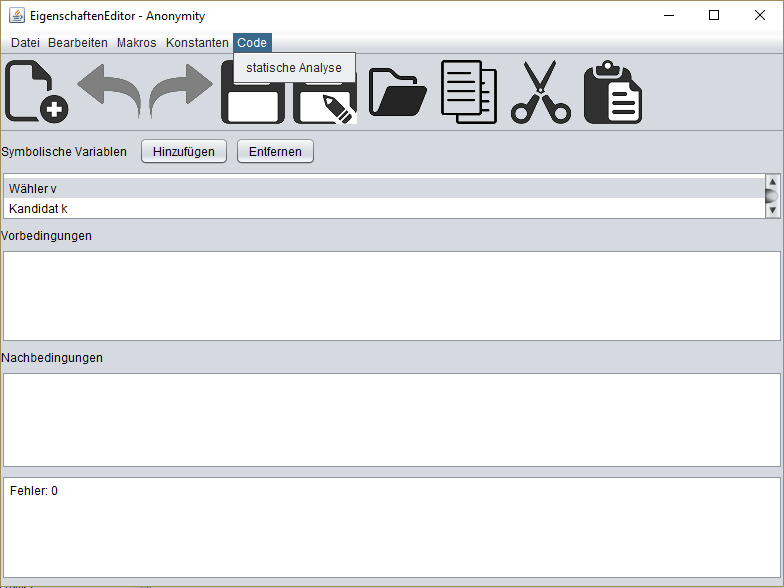 EigenschaftenEditor - Anonymity
Datei Bearbeiten Makros Konstanten Code
statische Analyse
Symbolische Variablen Hinzufügen Entfernen
Wähler v
Kandidat k
Vorbedingungen
Nachbedingungen
Fehler: 0